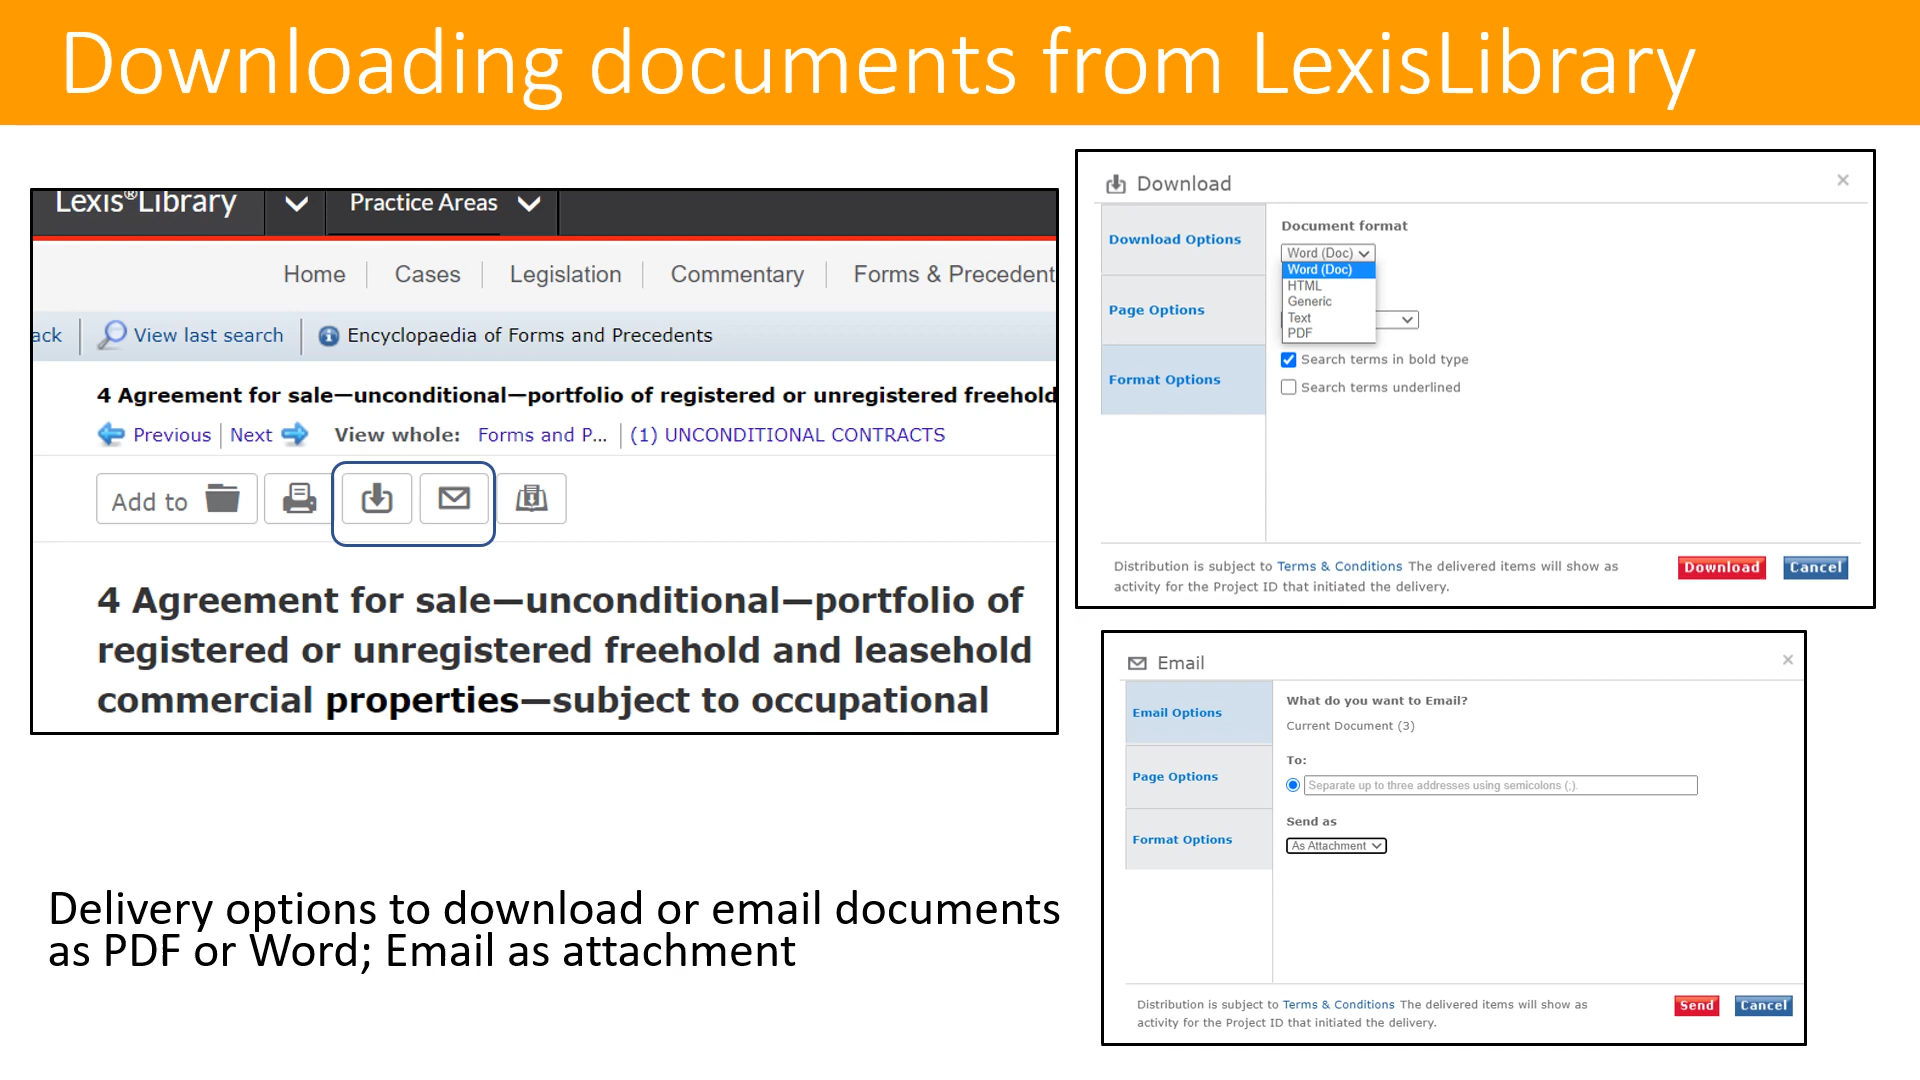 Downloading documents from LexisLibrary
Lexis®Library
Practice Areas
Home
Cases
Legislation
Commentary
Forms & Precedent
ack
View last search
Encyclopaedia of Forms and Precedents
4 Agreement for sale—unconditional—portfolio of registered or unregistered freehold
Previous
Next
View whole:
Forms and P...
(1) UNCONDITIONAL CONTRACTS
Add to
4 Agreement for sale—unconditional—portfolio of
registered or unregistered freehold and leasehold
commercial properties—subject to occupational
Delivery options to download or email documents
as PDF or Word; Email as attachment
Download
Download Options
Page Options
Format Options
Document format
Word (Doc)
Word (Doc)
HTML
Generic
Text
PDF
Search terms in bold type
Search terms underlined
Distribution is subject to Terms & Conditions The delivered items will show as
activity for the Project ID that initiated the delivery.
Download
Cancel
Email
Email Options
Page Options
Format Options
What do you want to Email?
Current Document (3)
To:
Separate up to three addresses using semicolons (;).
Send as
As Attachment
Distribution is subject to Terms & Conditions The delivered items will show as
activity for the Project ID that initiated the delivery.
Send
Cancel